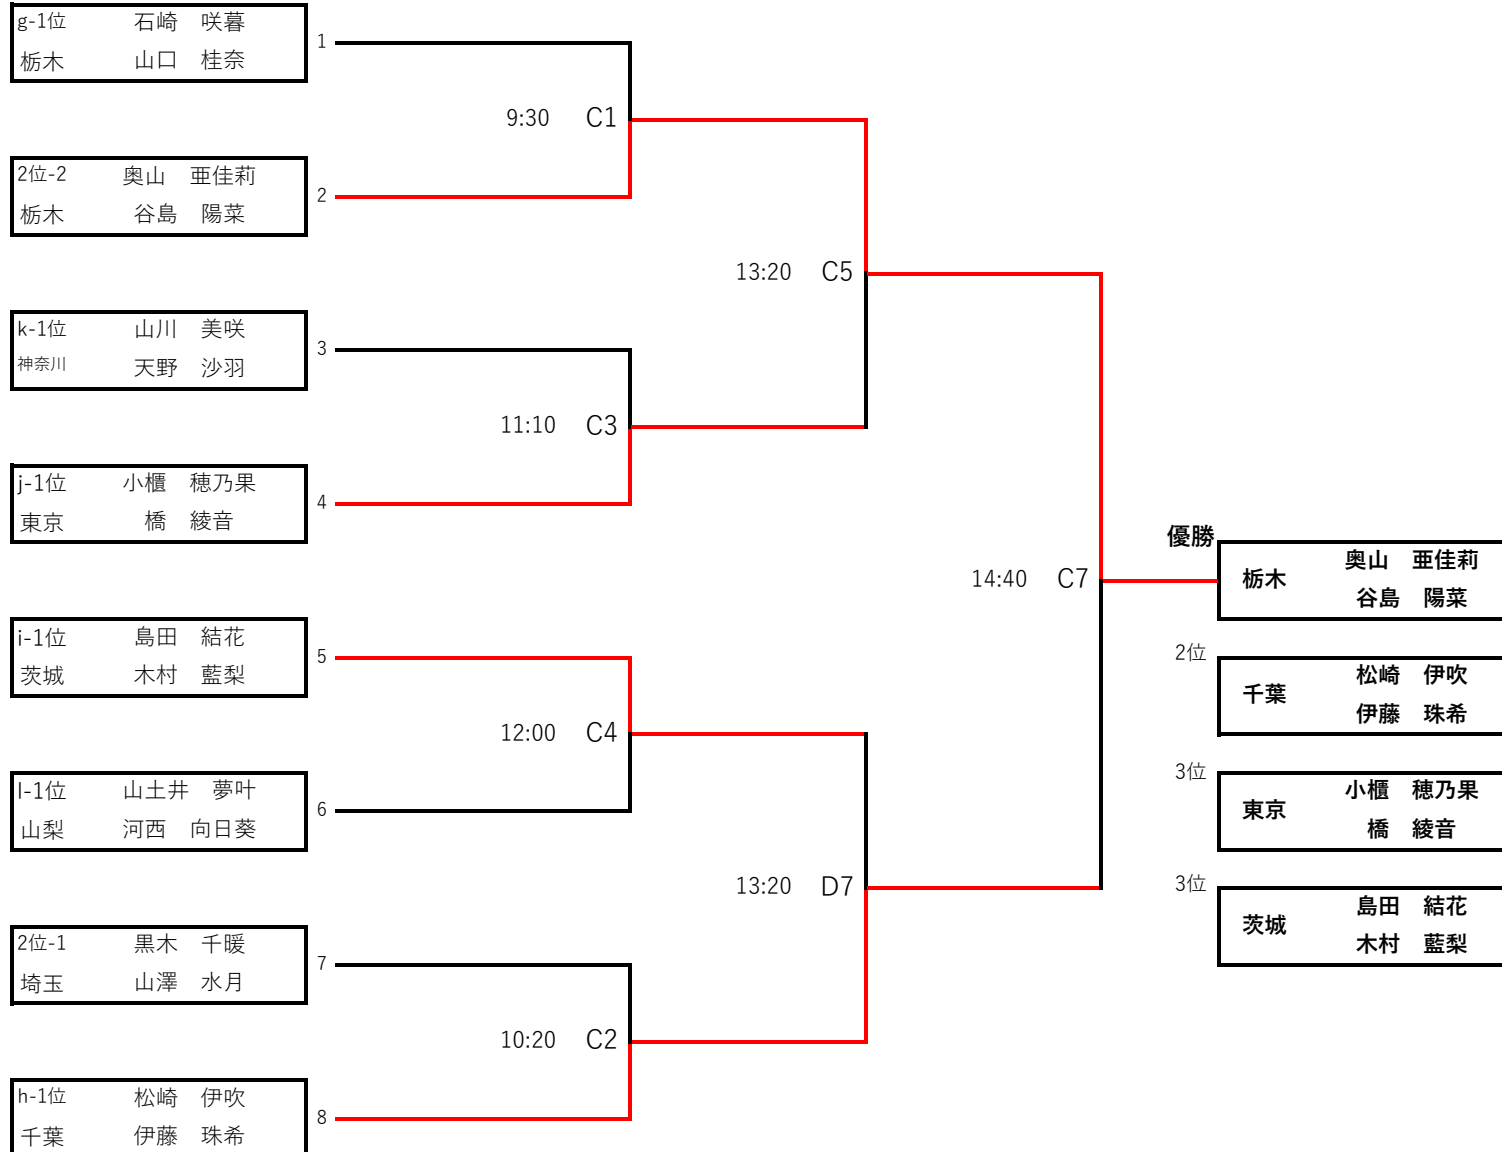 g-1位 石崎 咲暮
栃木 山口 桂奈
1
9:30 C1
2位-2 奥山 亜佳莉
栃木 谷島 陽菜
2
13:20 C5
k-1位 山川 美咲
神奈川 天野 沙羽
3
11:10 C3
j-1位 小櫃 穂乃果
東京 橋 綾音
4
優勝
栃木
奥山 亜佳莉
谷島 陽菜
14:40 C7
i-1位 島田 結花
茨城 木村 藍梨
5
2位
千葉
松崎 伊吹
伊藤 珠希
12:00 C4
l-1位 山土井 夢叶
山梨 河西 向日葵
6
3位
東京
小櫃 穂乃果
橋 綾音
13:20 D7
3位
茨城
島田 結花
木村 藍梨
2位-1 黒木 千暖
埼玉 山澤 水月
7
10:20 C2
h-1位 松崎 伊吹
千葉 伊藤 珠希
8